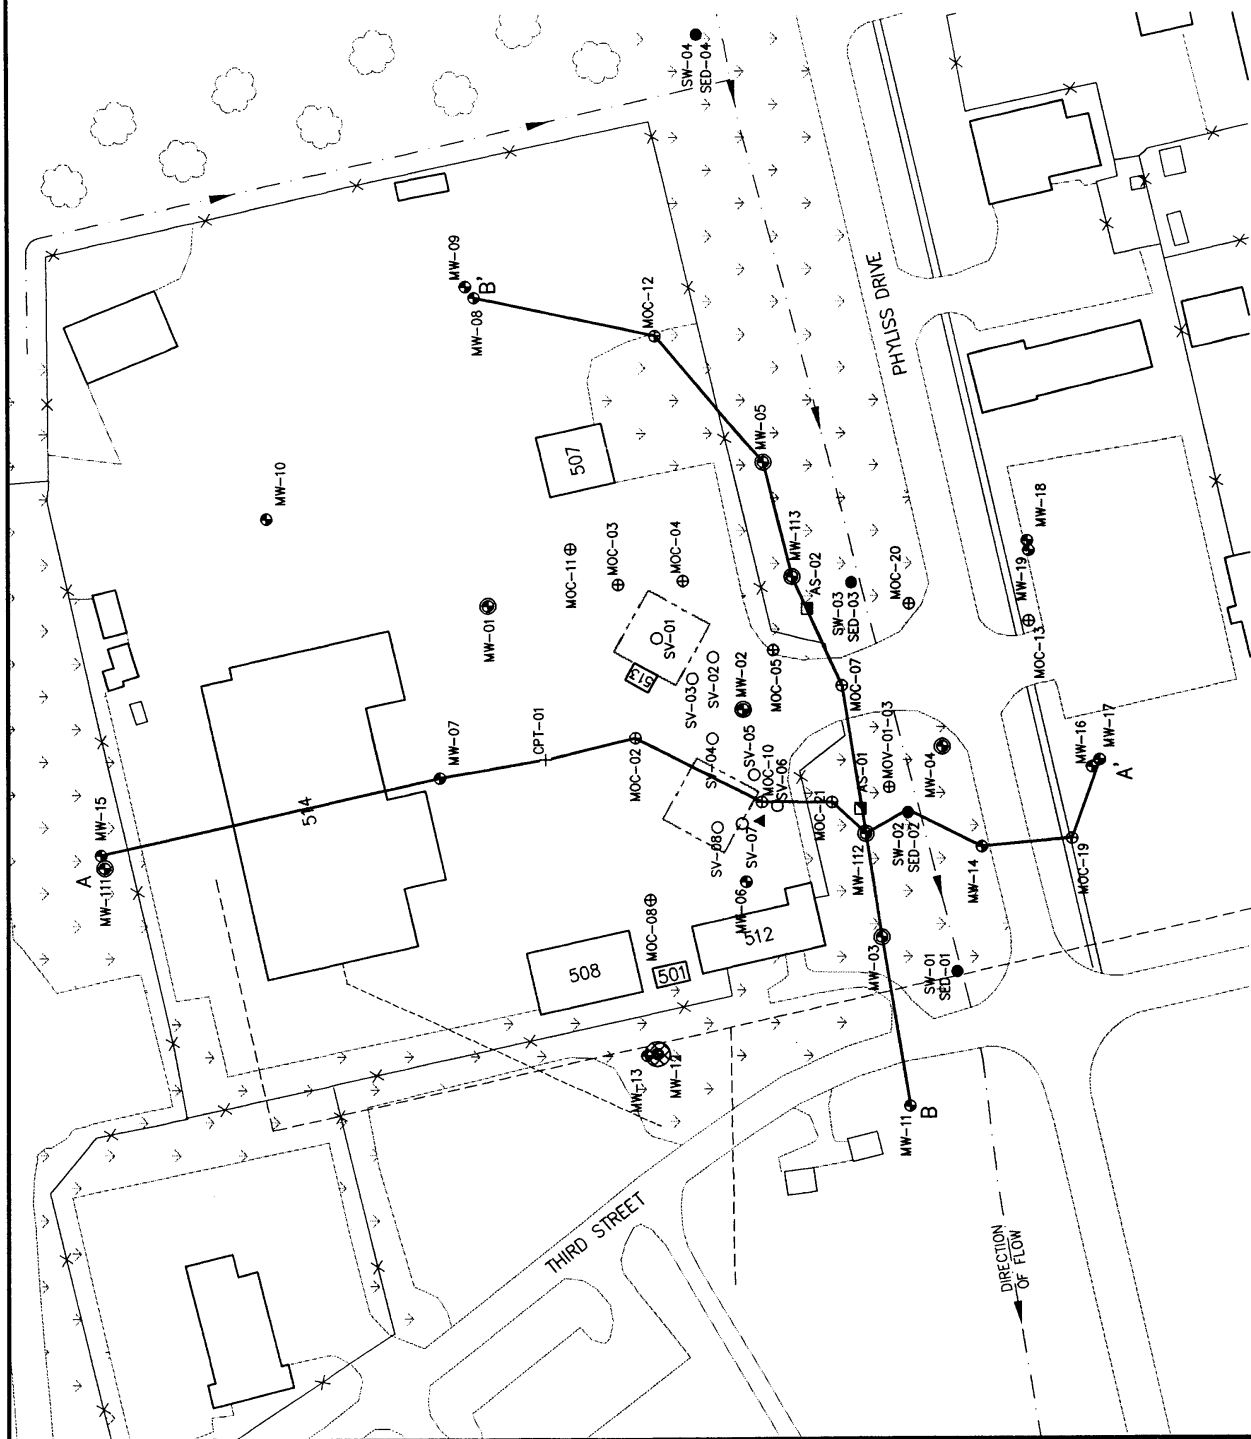 SW-04
SED-04
MW-09
B'
MW-08
MOC-12
PHYLISS DRIVE
MW-05
507
MW-10
MW-18
MW-19
MW-113
AS-02
MOC-11
MOC-03
MOC-04
MOC-20
SW-03
SED-03
MOC-13
MW-01
SV-01
513
SV-03
SV-02
MW-02
MOC-05
MOC-07
MW-07
CPT-01
MOC-02
SV-04
SV-05
MOC-10
SV-06
MOV-01-03
AS-01
MW-04
MW-16
MW-17
A'
514
MW-15
A
MW-111
SV-08
SV-07
MOC-21
MW-112
SW-02
SED-02
MW-14
MOC-19
MW-06
MOC-08
512
508
501
MW-03
SW-01
SED-01
MW-13
MW-12
MW-11
B
THIRD STREET
DIRECTION
OF FLOW